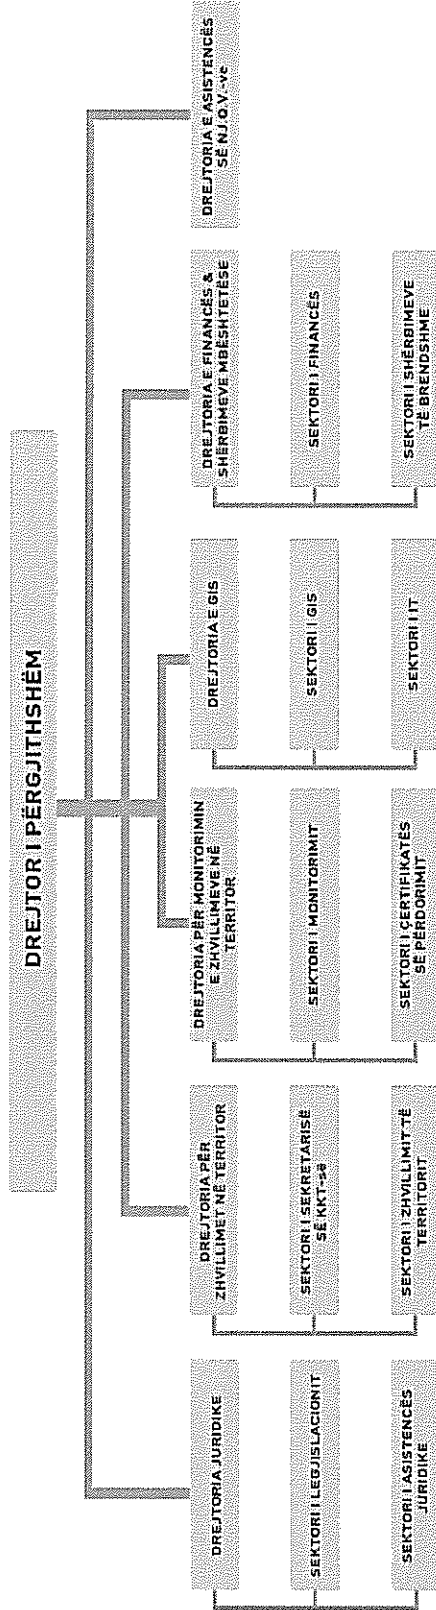 DREJTOR I PËRGJITHSHËM
DREJTORIA JURIDIKE
SEKTORI I LEGJISLACIONIT
SEKTORI I ASISTENCËS
JURIDIKE
DREJTORIA PËR
ZHVILLIMET NË TERRITOR
SEKTORI I SEKRETARISË
SË KKT-së
SEKTORI I ZHVILLIMIT TË
TERRITORIT
DREJTORIA PËR MONITORIMIN
E ZHVILLIMEVE NË
TERRITOR
SEKTORI I MONITORIMIT
SEKTORI I ÇERTIFIKATËS
SË PËRDORIMIT
DREJTORIA E GIS
SEKTORI I GIS
SEKTORI I IT
DREJTORIA E FINANCËS &
SHËRBIMEVE MBËSHTETËSE
SEKTORI I FINANCËS
SEKTORI I SHËRBIMEVE
TË BRENDSHME
DREJTORIA E ASISTENCËS
SË NJ.Q.V.-ve